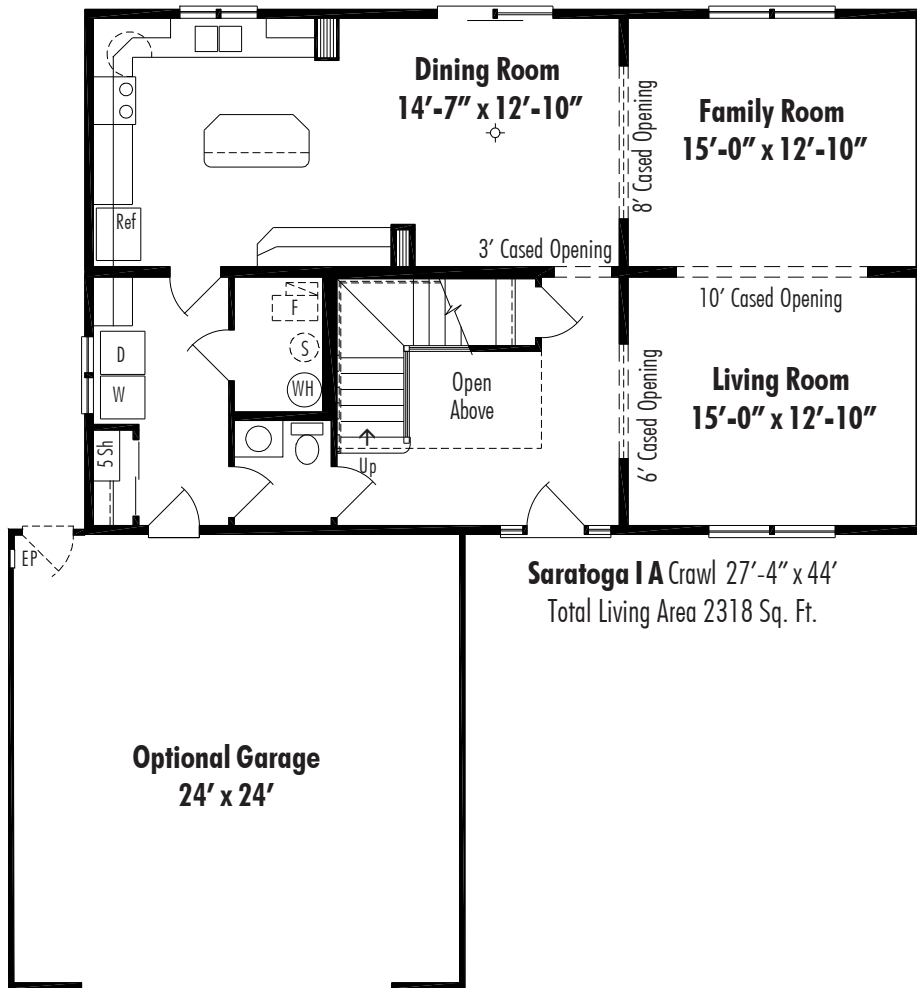 Dining Room
14′-7″ x 12′-10″
Family Room
15′-0″ x 12′-10″
8′ Cased Opening
Ref
3′ Cased Opening
10′ Cased Opening
F
S
WH
D
W
Open
Above
Up
Living Room
15′-0″ x 12′-10″
6′ Cased Opening
5 Sh
EP
Saratoga I A Crawl 27′-4″ x 44′
Total Living Area 2318 Sq. Ft.
Optional Garage
24′ x 24′